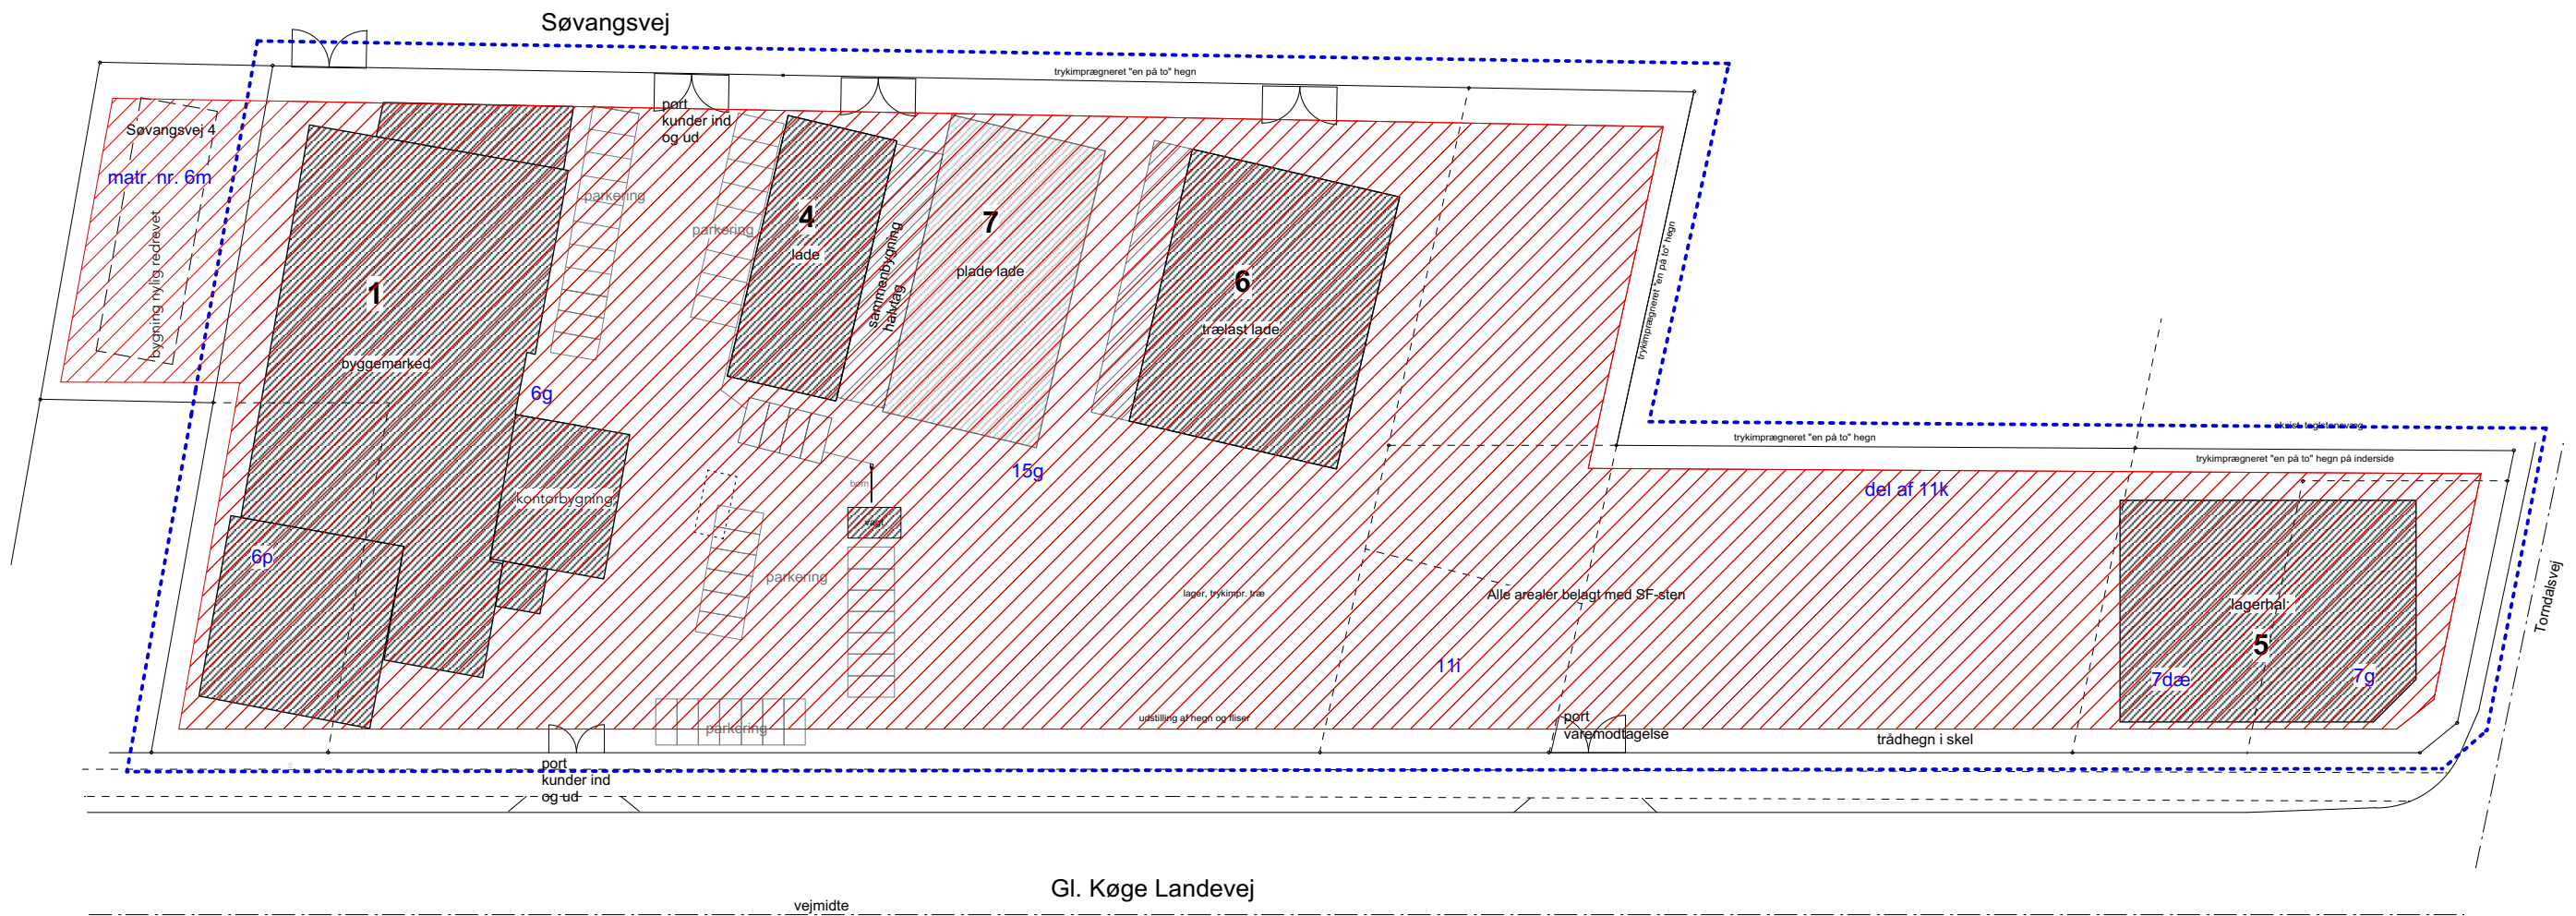 Søvangsvej
trykimprægneret "en på to" hegn
port
kunder ind
og ud
Søvangsvej 4
matr. nr. 6m
bygning nylig nedrevet
parkering
parkering
4
lade
sammenbygning
halvtag
7
plade lade
6
trælast lade
trykimprægneret "en på to" hegn
1
byggemarked
6g
trykimprægneret "en på to" hegn
eksist. teglstensvæg
trykimprægneret "en på to" hegn på inderside
15g
bom
del af 11k
kontorbygning
vagt
6p
parkering
lager, trykimpr. træ
Alle arealer belagt med SF-sten
lagerhal
5
Torndalsvej
11i
7dæ
7g
udstilling af hegn og fliser
port
varemodtagelse
parkering
trådhegn i skel
port
kunder ind
og ud
Gl. Køge Landevej
vejmidte